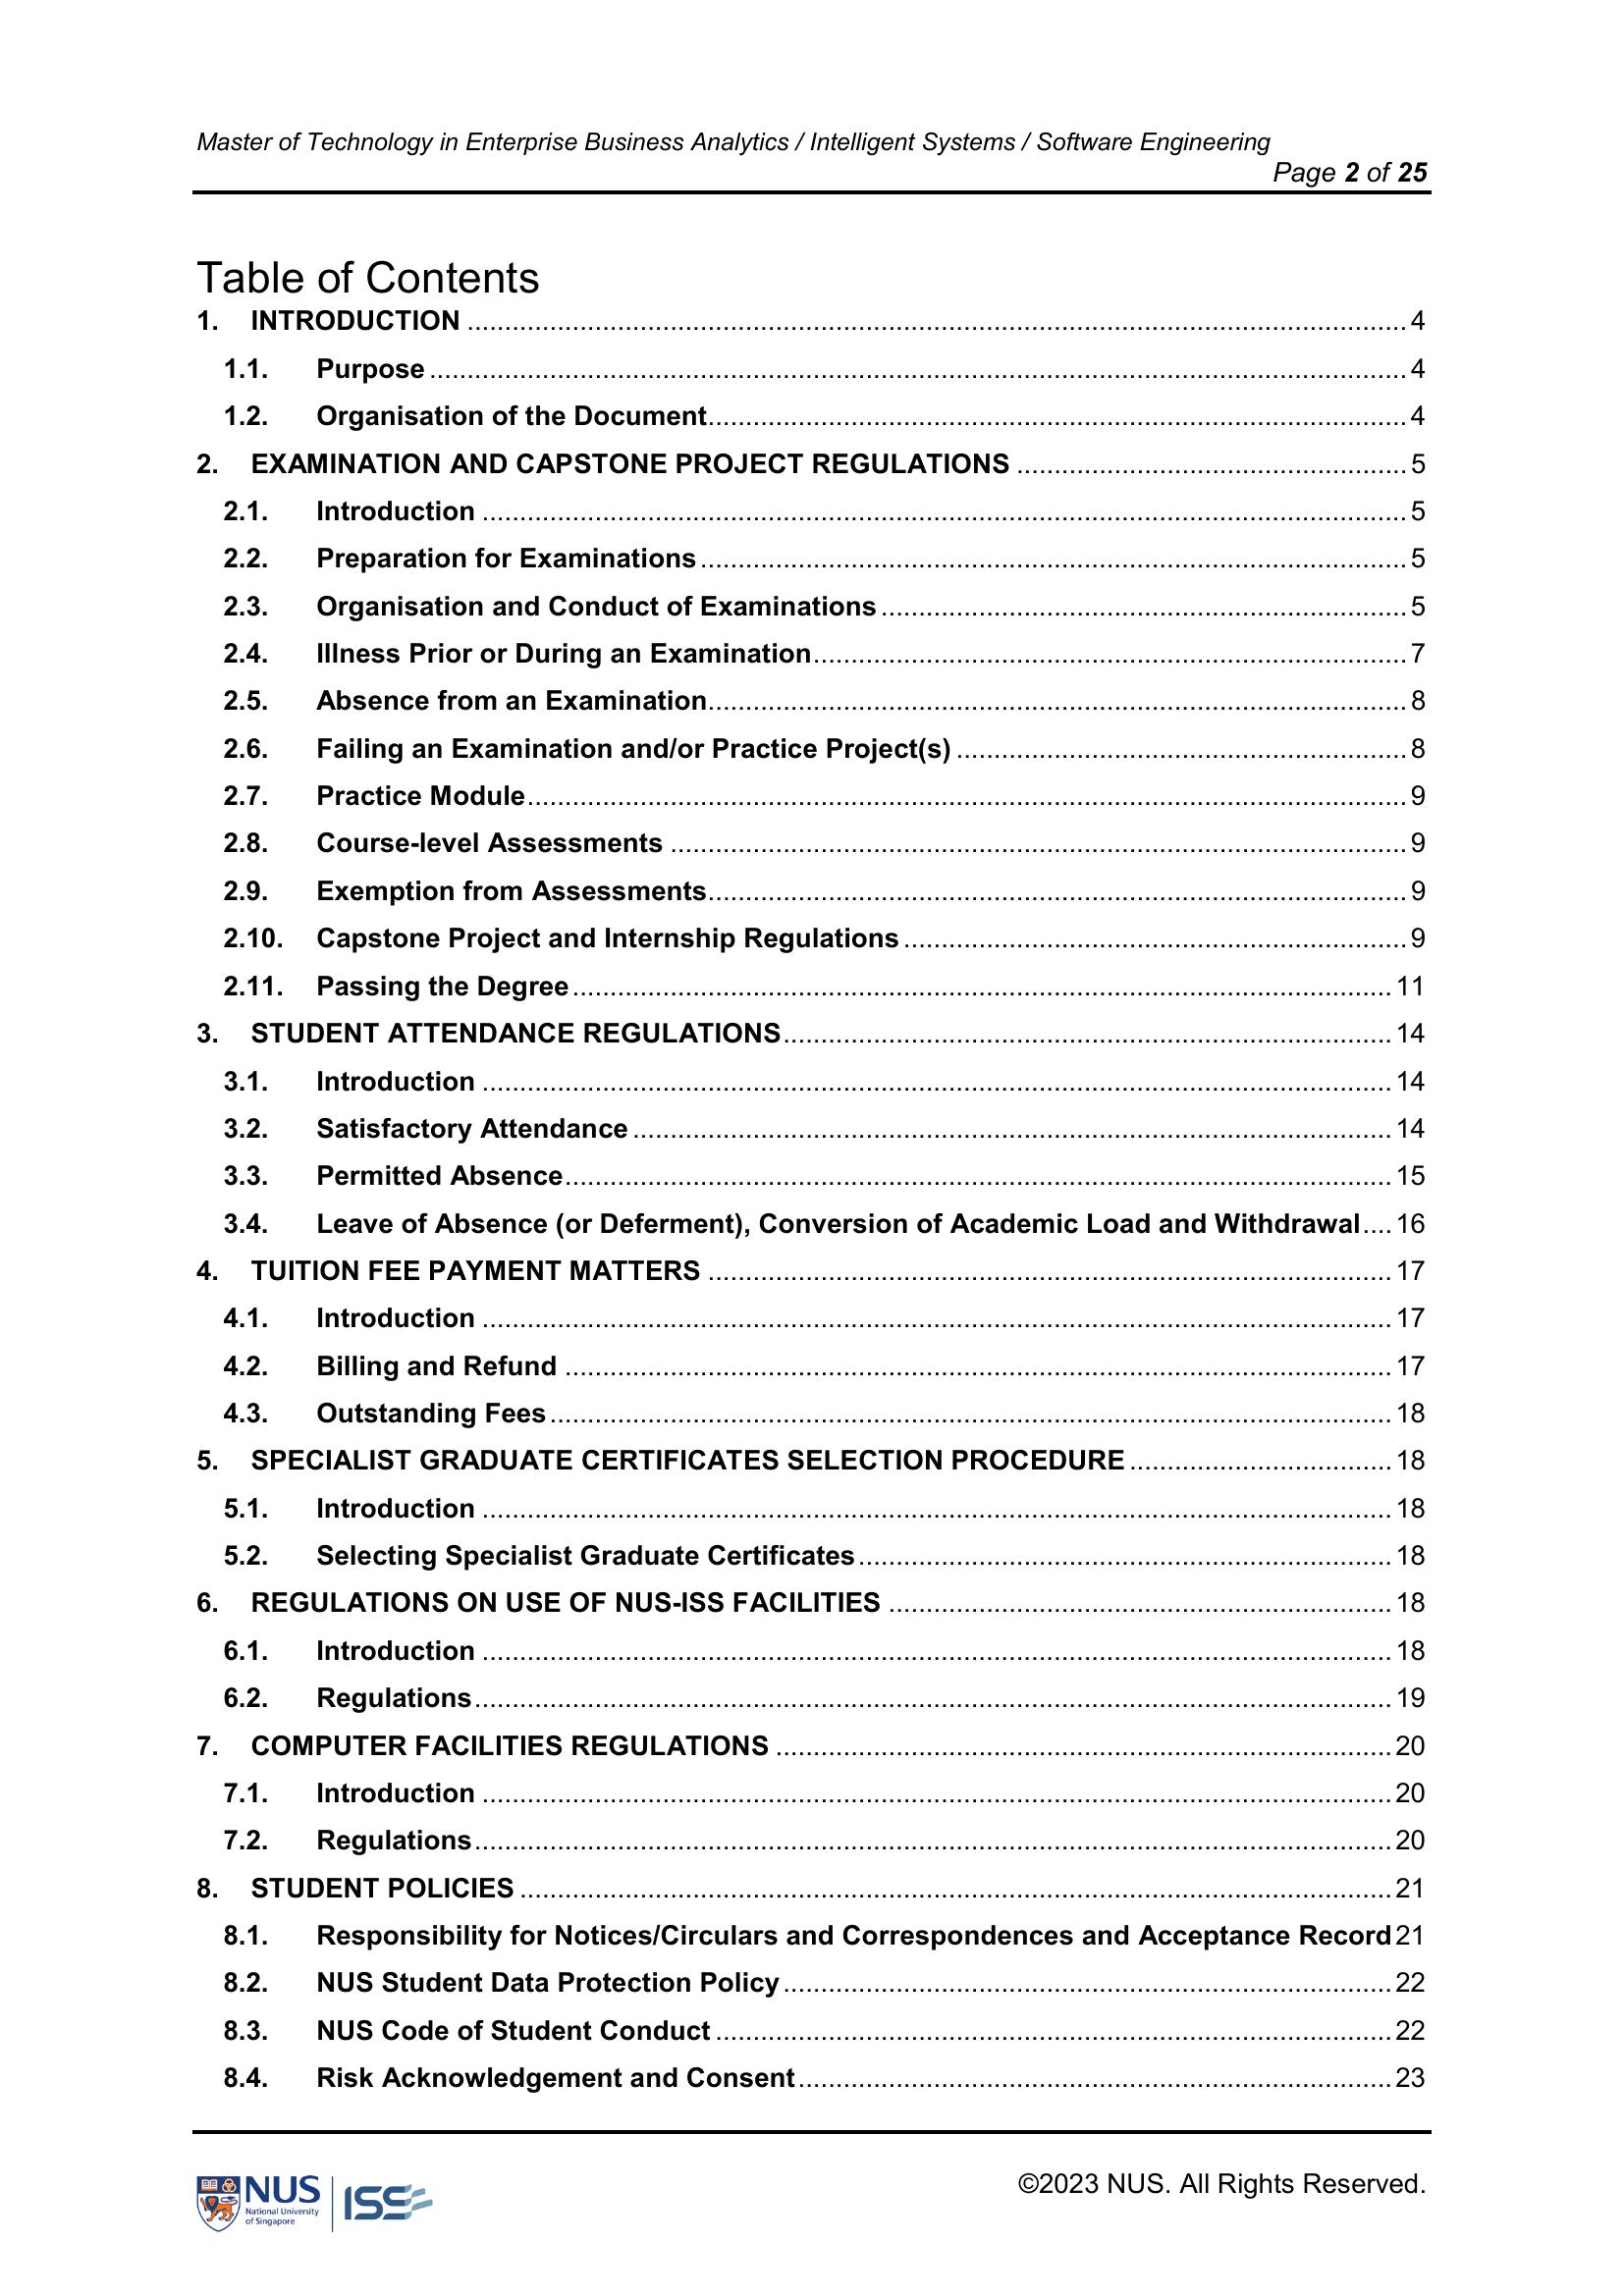 Master of Technology in Enterprise Business Analytics / Intelligent Systems / Software Engineering
Page 2 of 25
Table of Contents
1. INTRODUCTION 4
1.1. Purpose 4
1.2. Organisation of the Document 4
2. EXAMINATION AND CAPSTONE PROJECT REGULATIONS 5
2.1. Introduction 5
2.2. Preparation for Examinations 5
2.3. Organisation and Conduct of Examinations 5
2.4. Illness Prior or During an Examination 7
2.5. Absence from an Examination 8
2.6. Failing an Examination and/or Practice Project(s) 8
2.7. Practice Module 9
2.8. Course-level Assessments 9
2.9. Exemption from Assessments 9
2.10. Capstone Project and Internship Regulations 9
2.11. Passing the Degree 11
3. STUDENT ATTENDANCE REGULATIONS 14
3.1. Introduction 14
3.2. Satisfactory Attendance 14
3.3. Permitted Absence 15
3.4. Leave of Absence (or Deferment), Conversion of Academic Load and Withdrawal 16
4. TUITION FEE PAYMENT MATTERS 17
4.1. Introduction 17
4.2. Billing and Refund 17
4.3. Outstanding Fees 18
5. SPECIALIST GRADUATE CERTIFICATES SELECTION PROCEDURE 18
5.1. Introduction 18
5.2. Selecting Specialist Graduate Certificates 18
6. REGULATIONS ON USE OF NUS-ISS FACILITIES 18
6.1. Introduction 18
6.2. Regulations 19
7. COMPUTER FACILITIES REGULATIONS 20
7.1. Introduction 20
7.2. Regulations 20
8. STUDENT POLICIES 21
8.1. Responsibility for Notices/Circulars and Correspondences and Acceptance Record 21
8.2. NUS Student Data Protection Policy 22
8.3. NUS Code of Student Conduct 22
8.4. Risk Acknowledgement and Consent 23
NUS
National University
of Singapore
ISS
©2023 NUS. All Rights Reserved.